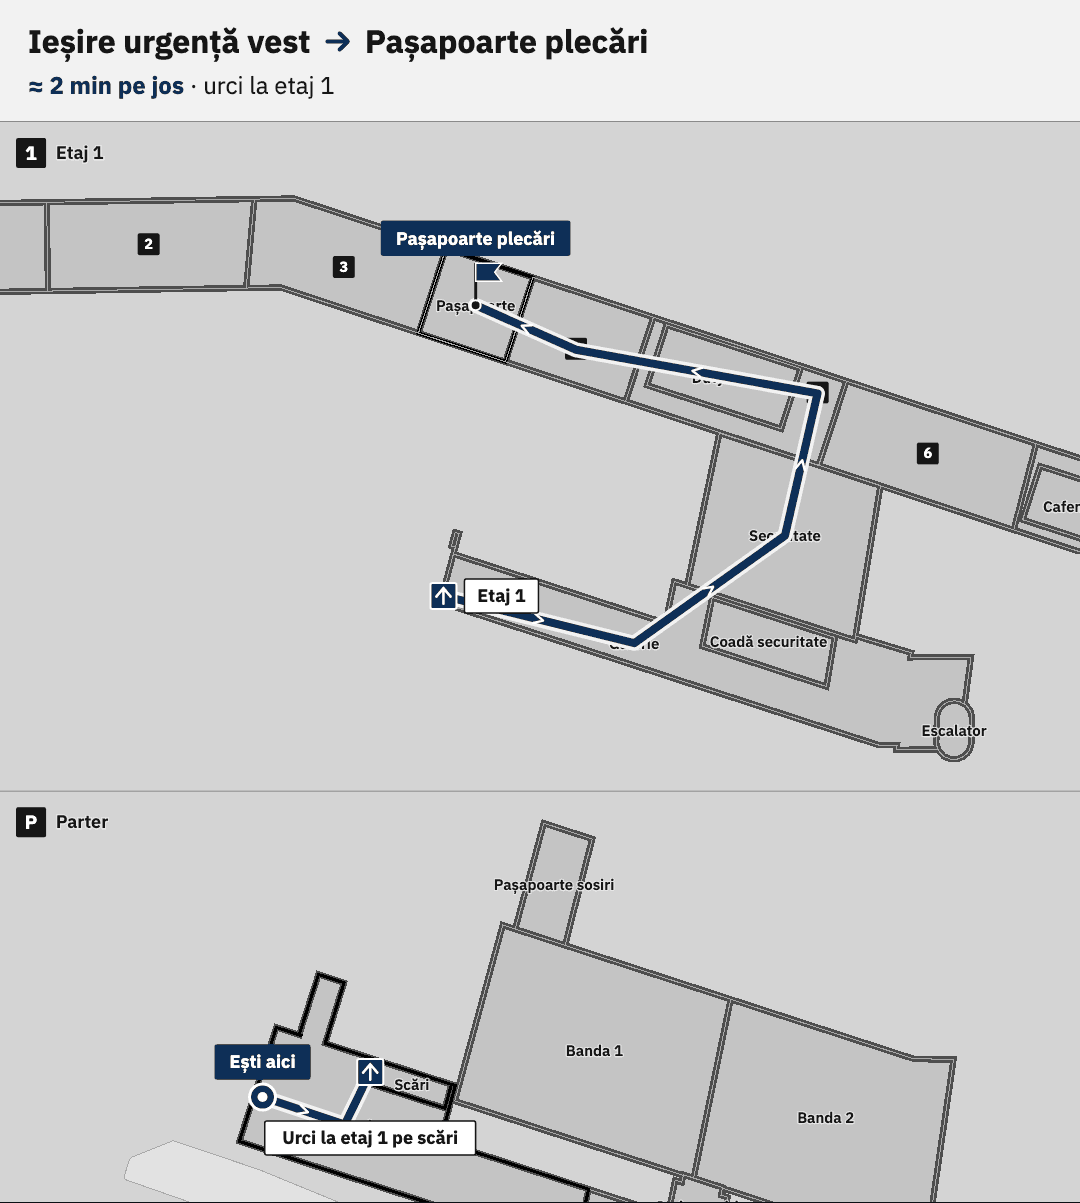 Ieșire urgență vest → Pașapoarte plecări
≈ 2 min pe jos · urci la etaj 1
1 Etaj 1
Pașapoarte plecări
2
3
6
Etaj 1
Coadă securitate
Escalator
P Parter
Pașapoarte sosiri
Banda 1
Ești aici
Scări
Banda 2
Urci la etaj 1 pe scări